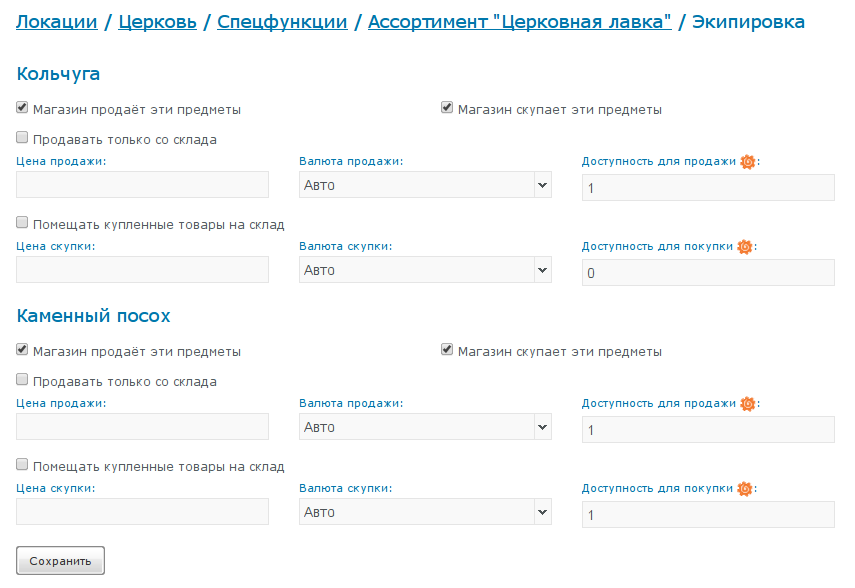 Локации / Церковь / Спецфункции / Ассортимент "Церковная лавка" / Экипировка
Кольчуга
Магазин продаёт эти предметы Магазин скупает эти предметы
Продавать только со склада
Цена продажи: Валюта продажи: Доступность для продажи :
Авто 1
Помещать купленные товары на склад
Цена скупки: Валюта скупки: Доступность для покупки :
Авто 0
Каменный посох
Магазин продаёт эти предметы Магазин скупает эти предметы
Продавать только со склада
Цена продажи: Валюта продажи: Доступность для продажи :
Авто 1
Помещать купленные товары на склад
Цена скупки: Валюта скупки: Доступность для покупки :
Авто 1
Сохранить